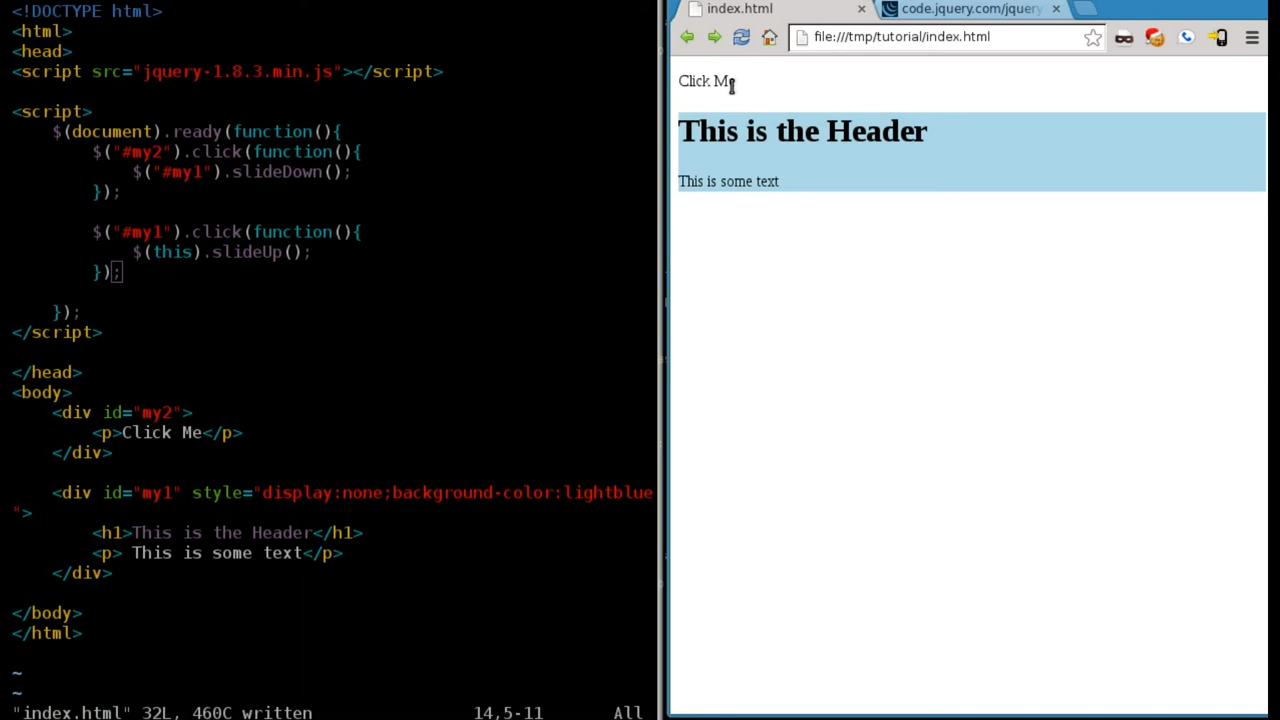 <!DOCTYPE html>
<html>
<head>
<script src="jquery-1.8.3.min.js"></script>
<script>
$(document).ready(function(){
$("#my2").click(function(){
$("#my1").slideDown();
});
$("#my1").click(function(){
$(this).slideUp();
});
});
</script>
</head>
<body>
<div id="my2">
<p>Click Me</p>
</div>
<div id="my1" style="display:none;background-color:lightblue
">
<h1>This is the Header</h1>
<p> This is some text</p>
</div>
</body>
</html>
~
~
"index.html" 32L, 460C written 14,5-11 All
index.html
code.jquery.com/jquery
file:///tmp/tutorial/index.html
Click Me
This is the Header
This is some text